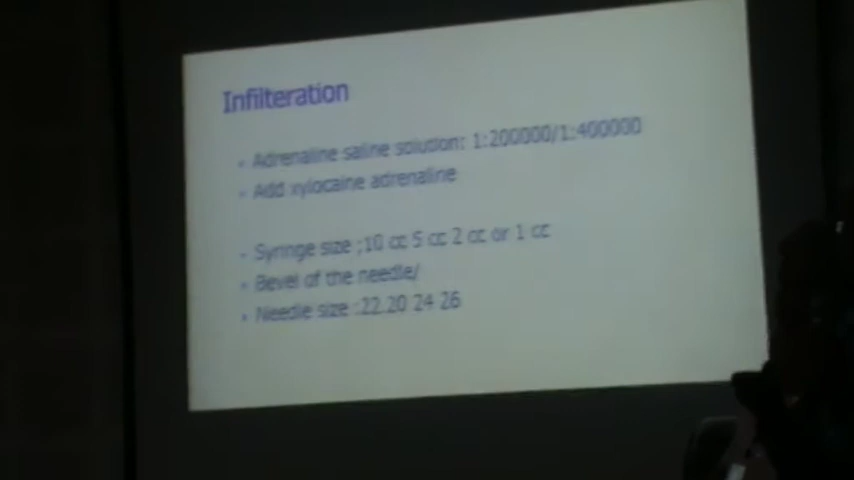 Infilteration
- Adrenaline saline solution: 1:200000/1:400000
- Add xylocaine adrenaline
- Syringe size ;10 cc 5 cc 2 cc or 1 cc
- Bevel of the needle/
- Needle size :22.20 24 26